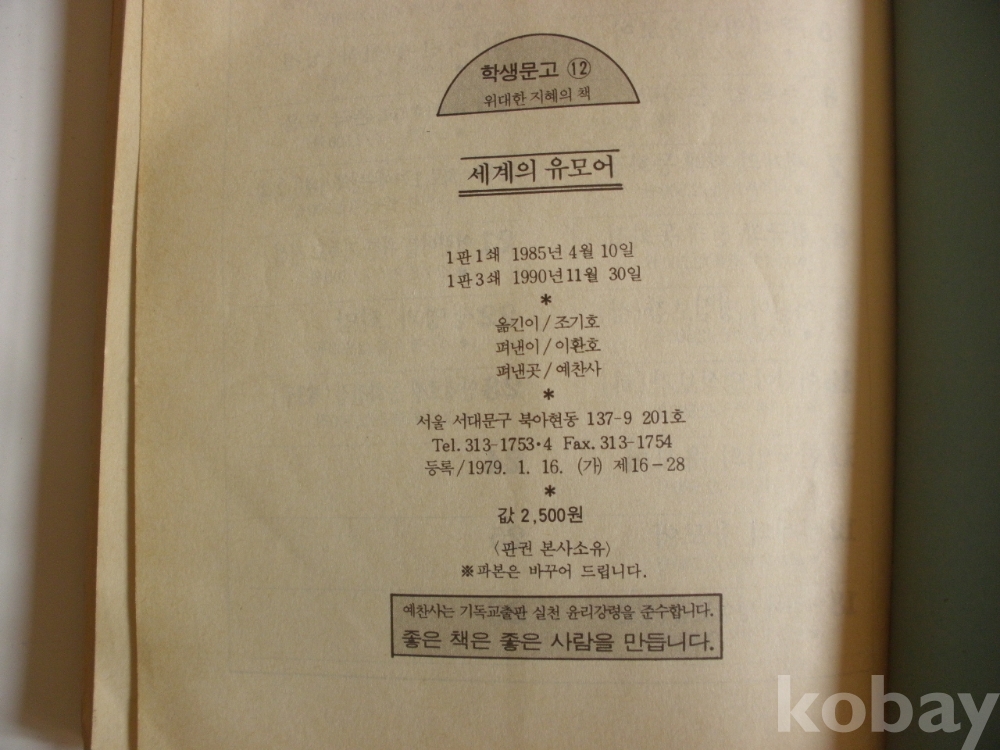 학생문고 ⑫
위대한 지혜의 책
세계의 유모어
1판 1쇄 1985년 4월 10일
1판 3쇄 1990년 11월 30일
*
옮긴이/조기호
펴낸이/이환호
펴낸곳/예찬사
*
서울 서대문구 북아현동 137-9 201호
Tel. 313-1753·4 Fax. 313-1754
등록/1979. 1. 16. (가) 제16-28
*
값 2,500원
〈판권 본사소유〉
※파본은 바꾸어 드립니다.
예찬사는 기독교출판 실천 윤리강령을 준수합니다.
좋은 책은 좋은 사람을 만듭니다.
kobay